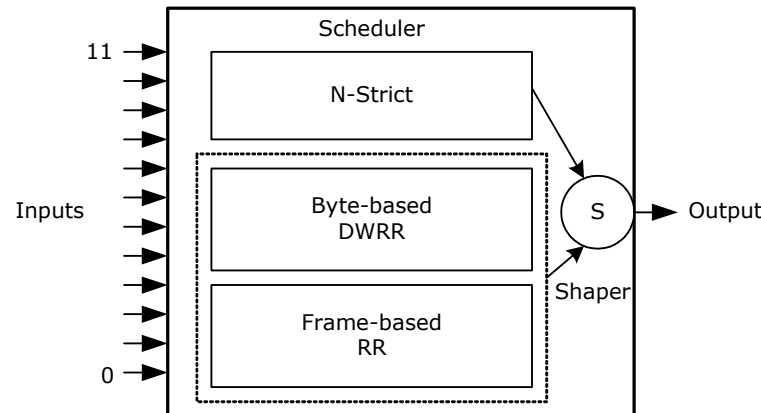 Scheduler
11
N-Strict
Inputs
Byte-based
DWRR
S
Output
Shaper
Frame-based
RR
0